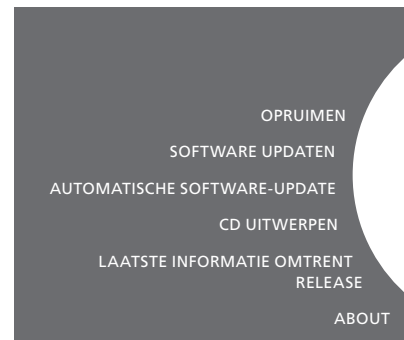 OPRUIMEN
SOFTWARE UPDATEN
AUTOMATISCHE SOFTWARE-UPDATE
CD UITWERPEN
LAATSTE INFORMATIE OMTRENT
RELEASE
ABOUT